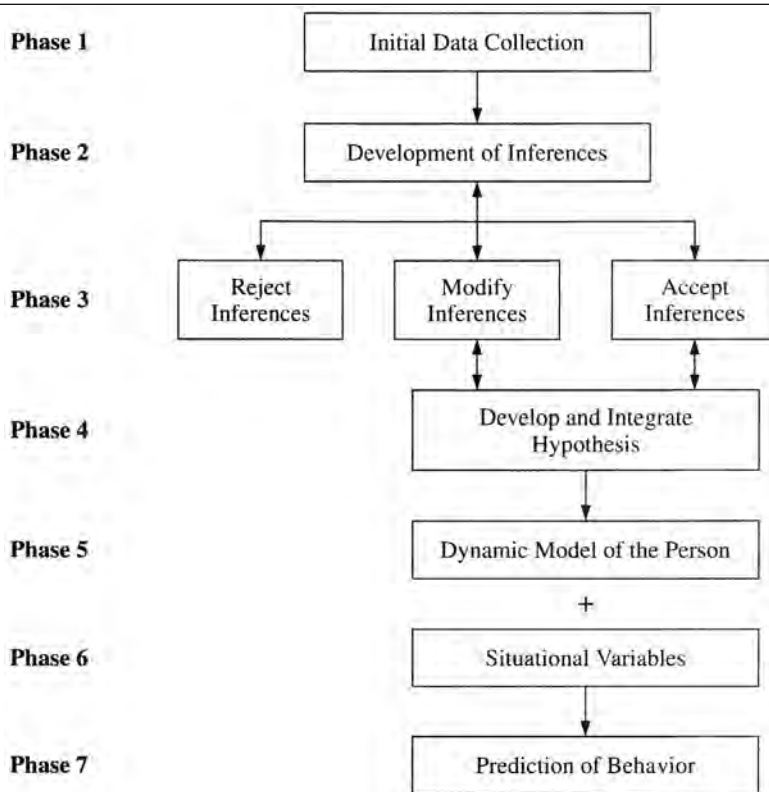 Phase 1
Initial Data Collection
Phase 2
Development of Inferences
Phase 3
Reject
Inferences
Modify
Inferences
Accept
Inferences
Phase 4
Develop and Integrate
Hypothesis
Phase 5
Dynamic Model of the Person
+
Phase 6
Situational Variables
Phase 7
Prediction of Behavior